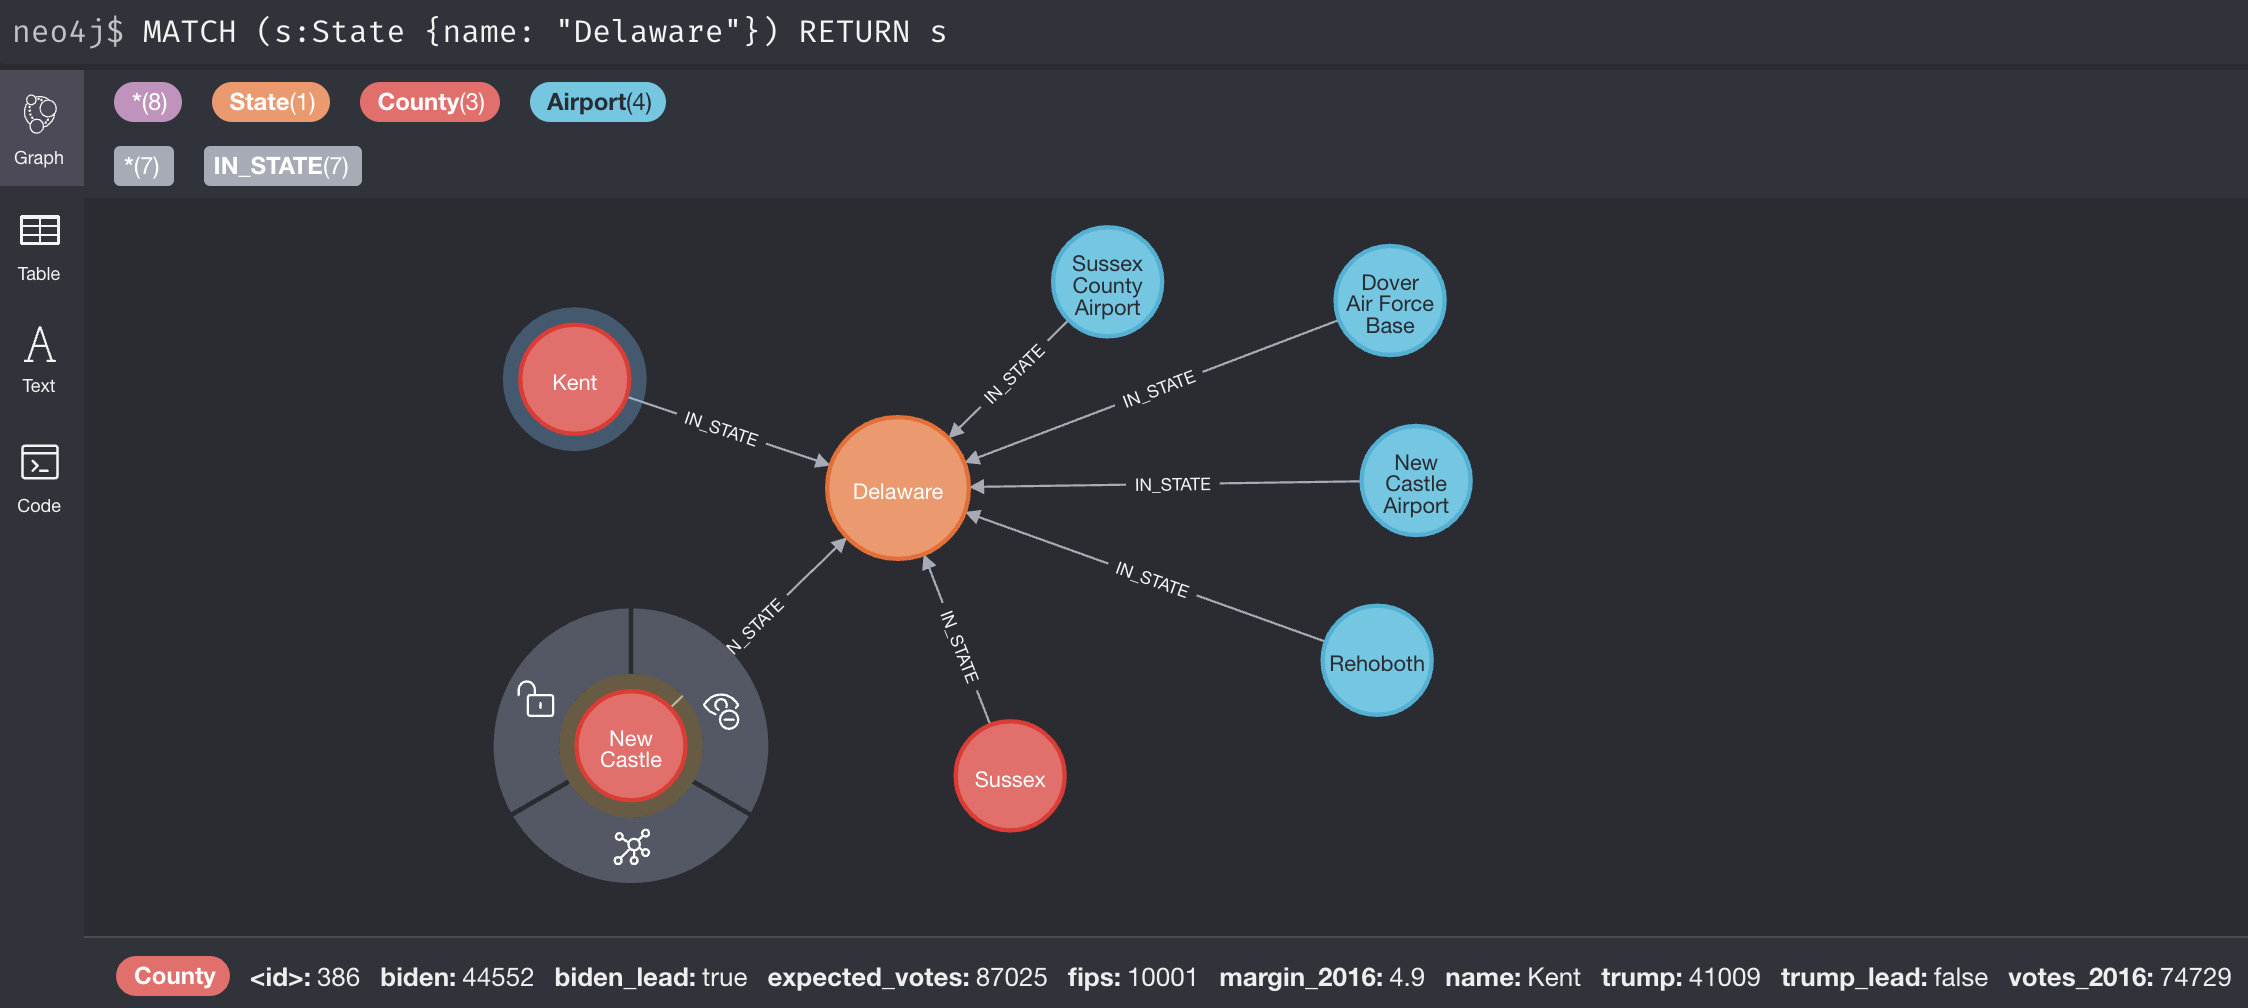 neo4j$ MATCH (s:State {name: "Delaware"}) RETURN s
*(8) State(1) County(3) Airport(4)
*(7) IN_STATE(7)
Graph
Table
Text
Code
Sussex
County
Airport
Dover
Air Force
Base
Kent
IN_STATE
IN_STATE
IN_STATE
Delaware
IN_STATE
New
Castle
Airport
IN_STATE
N_STATE
IN_STATE
Rehoboth
New
Castle
Sussex
County <id>: 386 biden: 44552 biden_lead: true expected_votes: 87025 fips: 10001 margin_2016: 4.9 name: Kent trump: 41009 trump_lead: false votes_2016: 74729